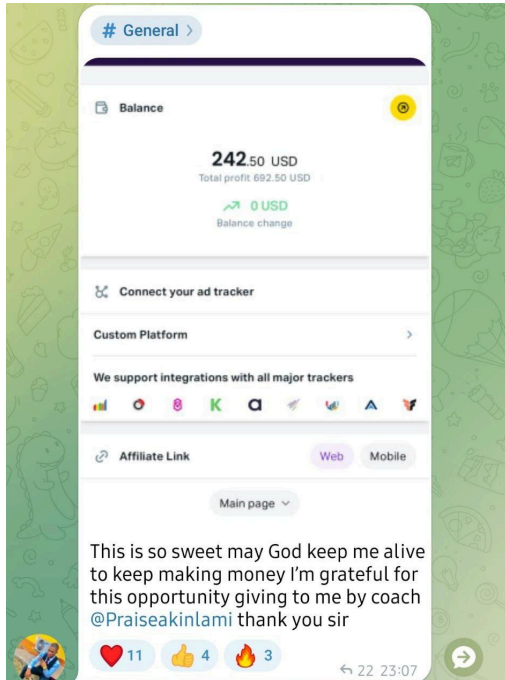 # General >
Balance
242.50 USD
Total profit 692.50 USD
0 USD
Balance change
Connect your ad tracker
Custom Platform
We support integrations with all major trackers
Affiliate Link Web Mobile
Main page
This is so sweet may God keep me alive
to keep making money I'm grateful for
this opportunity giving to me by coach
@Praiseakinlami thank you sir
11 4 3
22 23:07